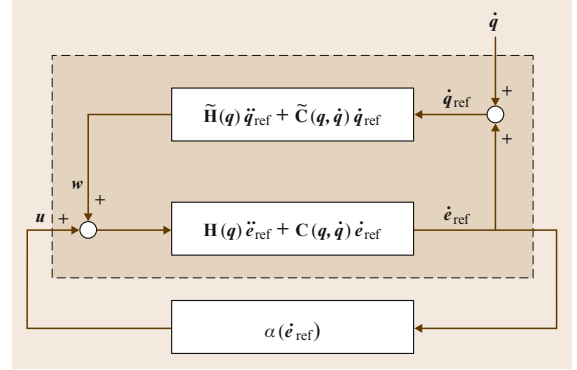 q̇
+
q̇ref
H̃(q) q̈ref + C̃(q, q̇) q̇ref
+
w
+
u
+
H(q) ëref + C(q, q̇) ėref
ėref
α(ėref)